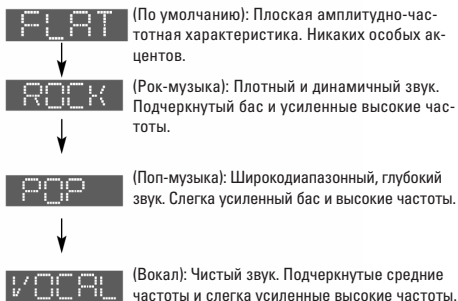 FLAT
(По умолчанию): Плоская амплитудно-час-
тотная характеристика. Никаких особых ак-
центов.
ROCK
(Рок-музыка): Плотный и динамичный звук.
Подчеркнутый бас и усиленные высокие час-
тоты.
POP
(Поп-музыка): Широкодиапазонный, глубокий
звук. Слегка усиленный бас и высокие частоты.
VOCAL
(Вокал): Чистый звук. Подчеркнутые средние
частоты и слегка усиленные высокие частоты.